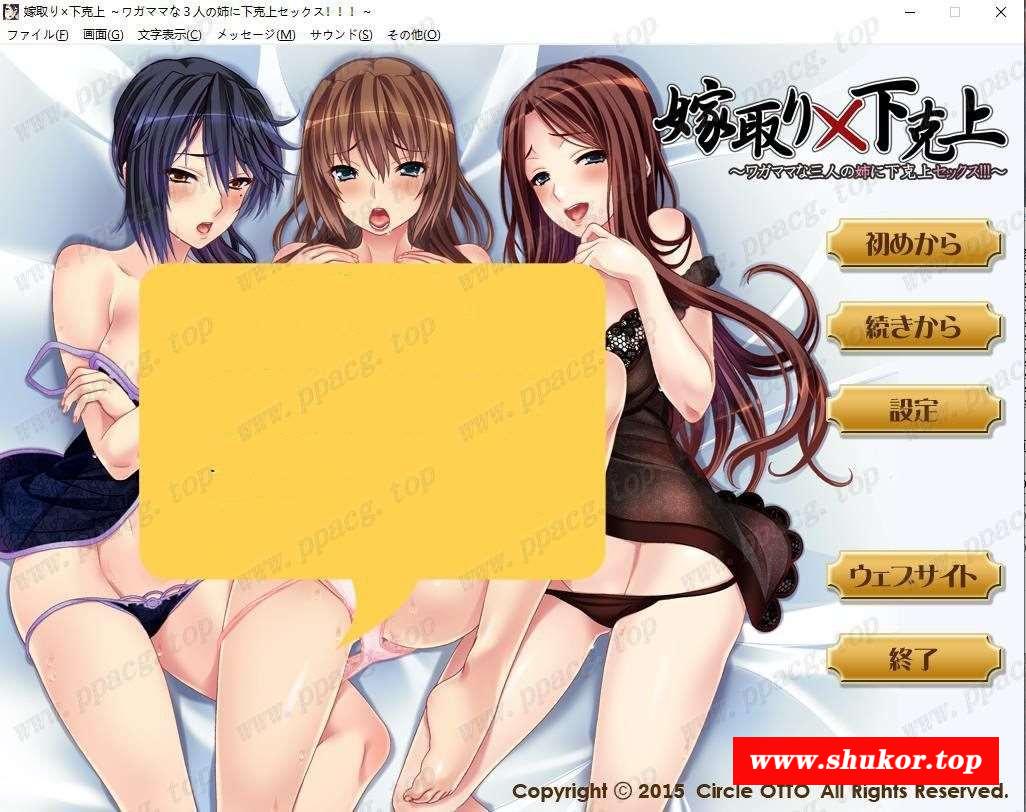 嫁取り×下克上 ~ワガママな3人の姉に下克上セックス!!! ~
ファイル(F) 画面(G) 文字表示(C) メッセージ(M) サウンド(S) その他(O)
嫁取り×下克上
~ワガママな三人の姉に下克上セックス!!!~
初めから
続きから
設定
ウェブサイト
終了
www.shukor.top
Copyright © 2015 Circle OTTO All Rights Reserved.
www.ppacg.top